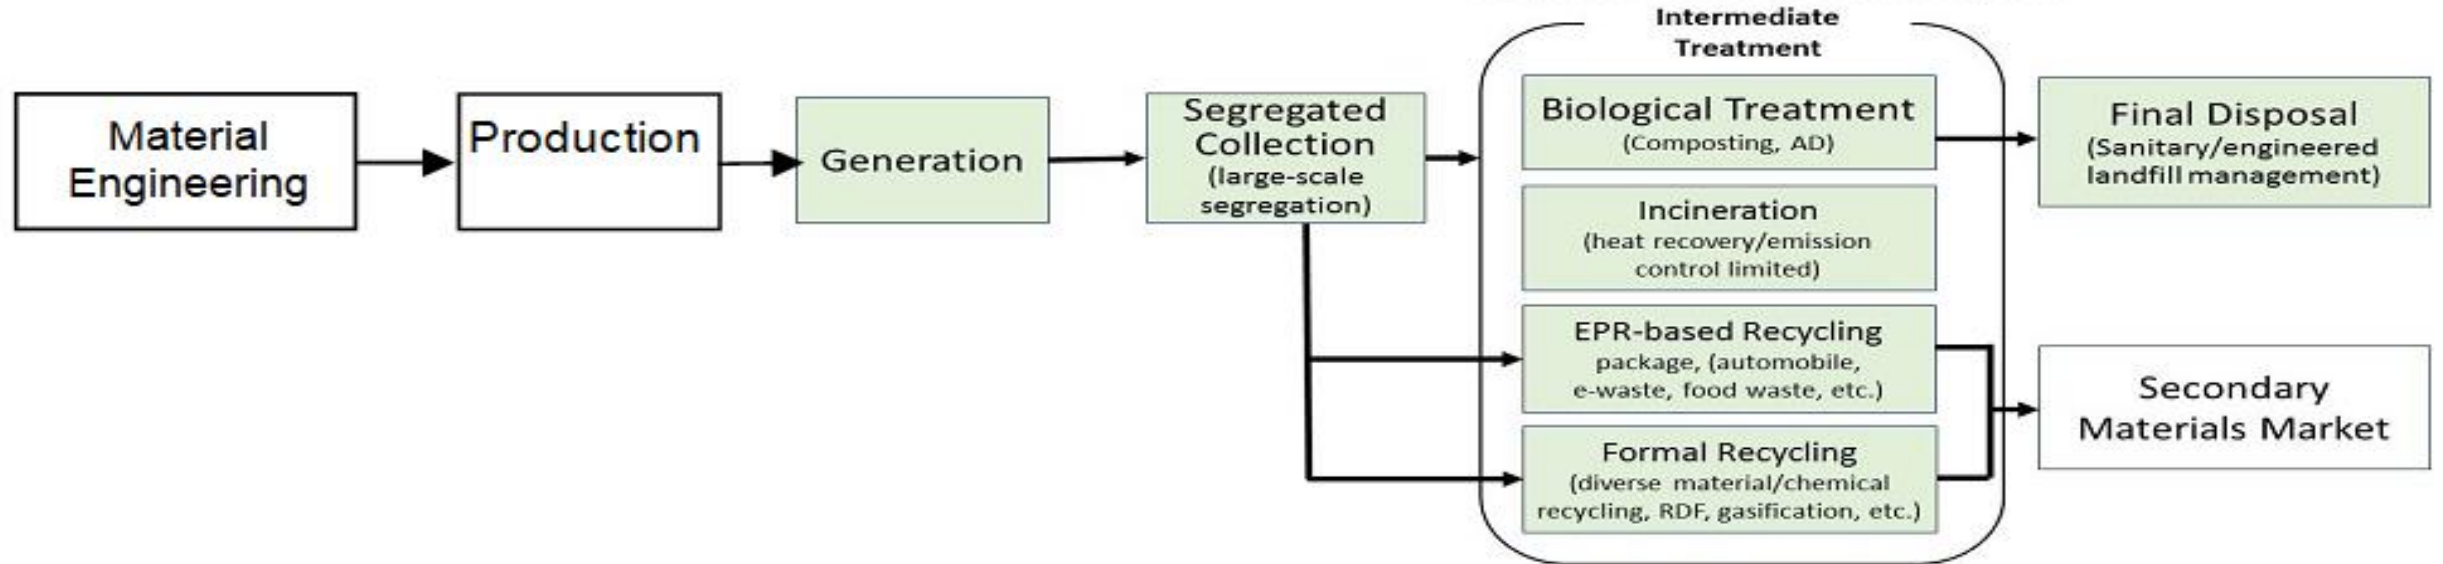 Material
Engineering
Production
Generation
Segregated
Collection
(large-scale
segregation)
Intermediate
Treatment
Biological Treatment
(Composting, AD)
Incineration
(heat recovery/emission
control limited)
EPR-based Recycling
package, (automobile,
e-waste, food waste, etc.)
Formal Recycling
(diverse material/chemical
recycling, RDF, gasification, etc.)
Final Disposal
(Sanitary/engineered
landfill management)
Secondary
Materials Market